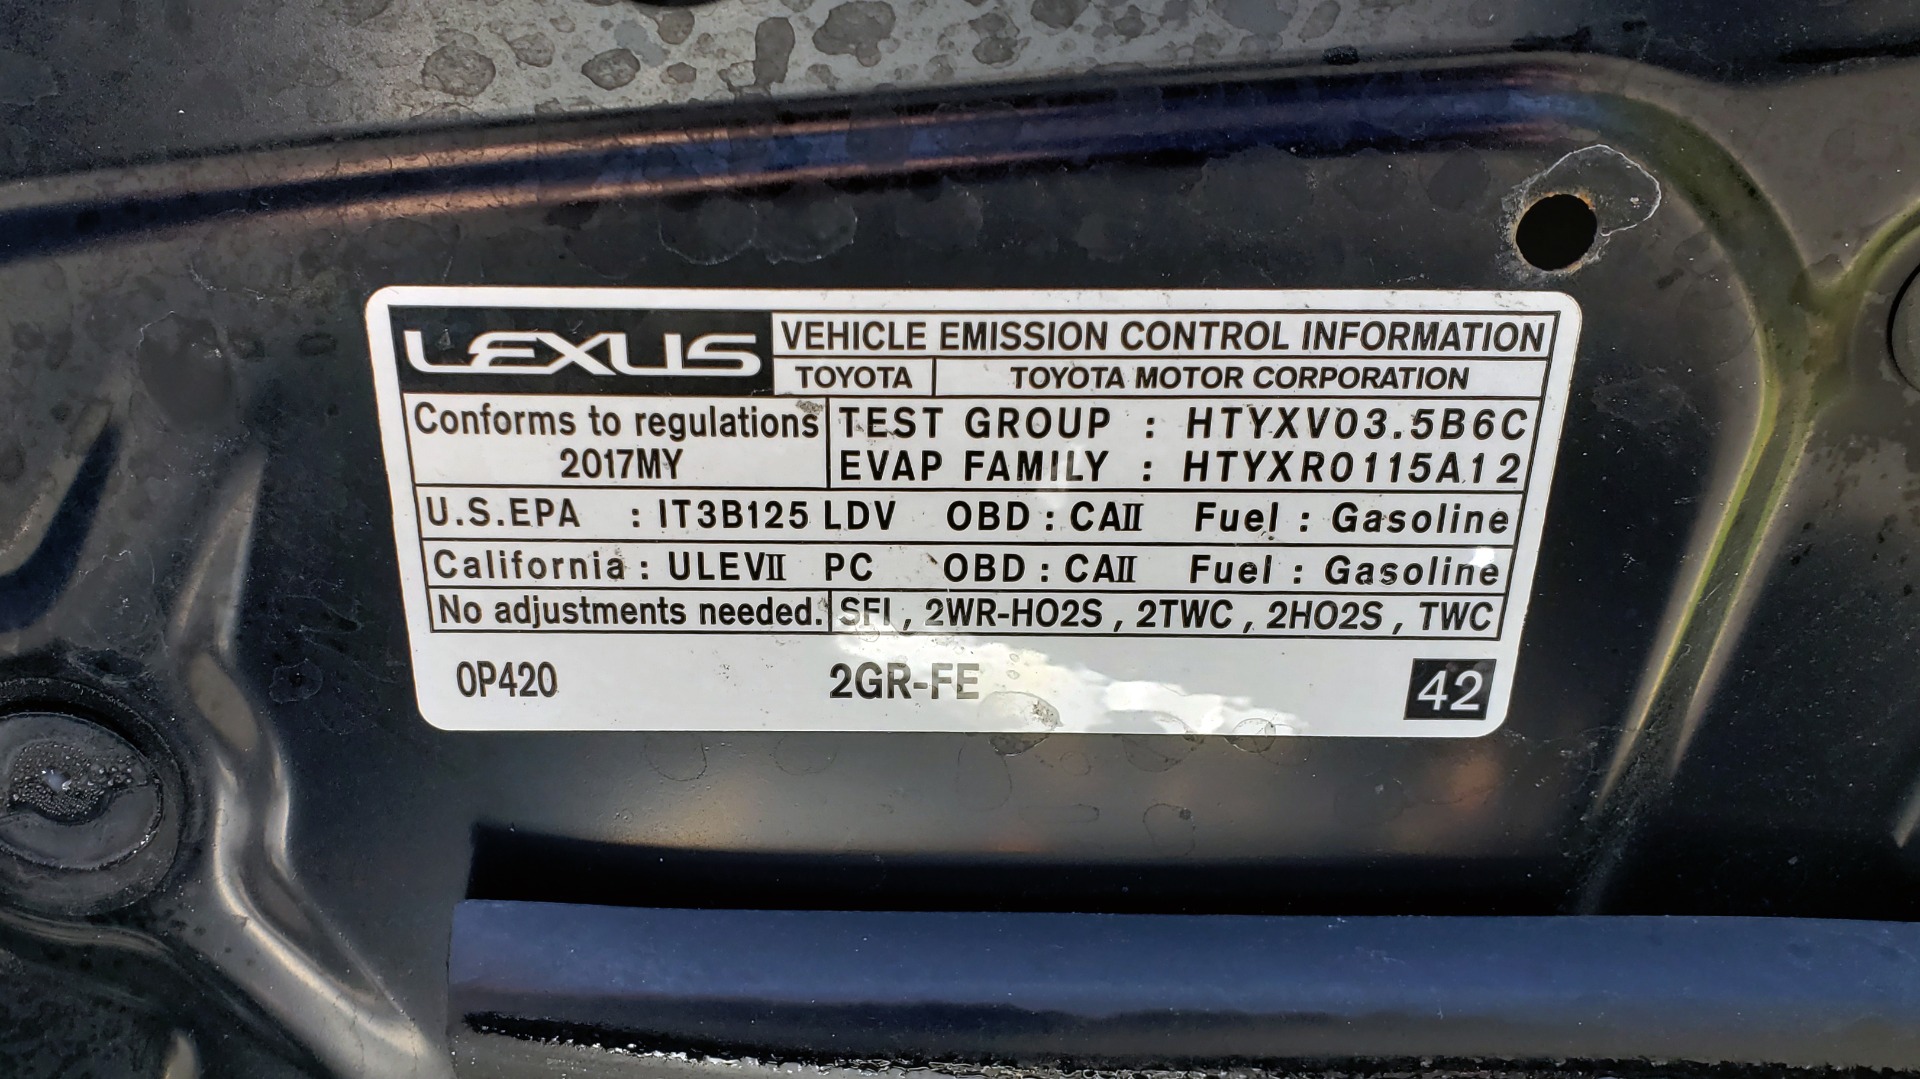 LEXUS VEHICLE EMISSION CONTROL INFORMATION
TOYOTA TOYOTA MOTOR CORPORATION
Conforms to regulations
2017MY
TEST GROUP : HTYXV03.5B6C
EVAP FAMILY : HTYXR0115A12
U.S.EPA : IT3B125 LDV OBD : CAII Fuel : Gasoline
California : ULEVII PC OBD : CAII Fuel : Gasoline
No adjustments needed. SFI , 2WR-HO2S , 2TWC , 2HO2S , TWC
0P420 2GR-FE 42